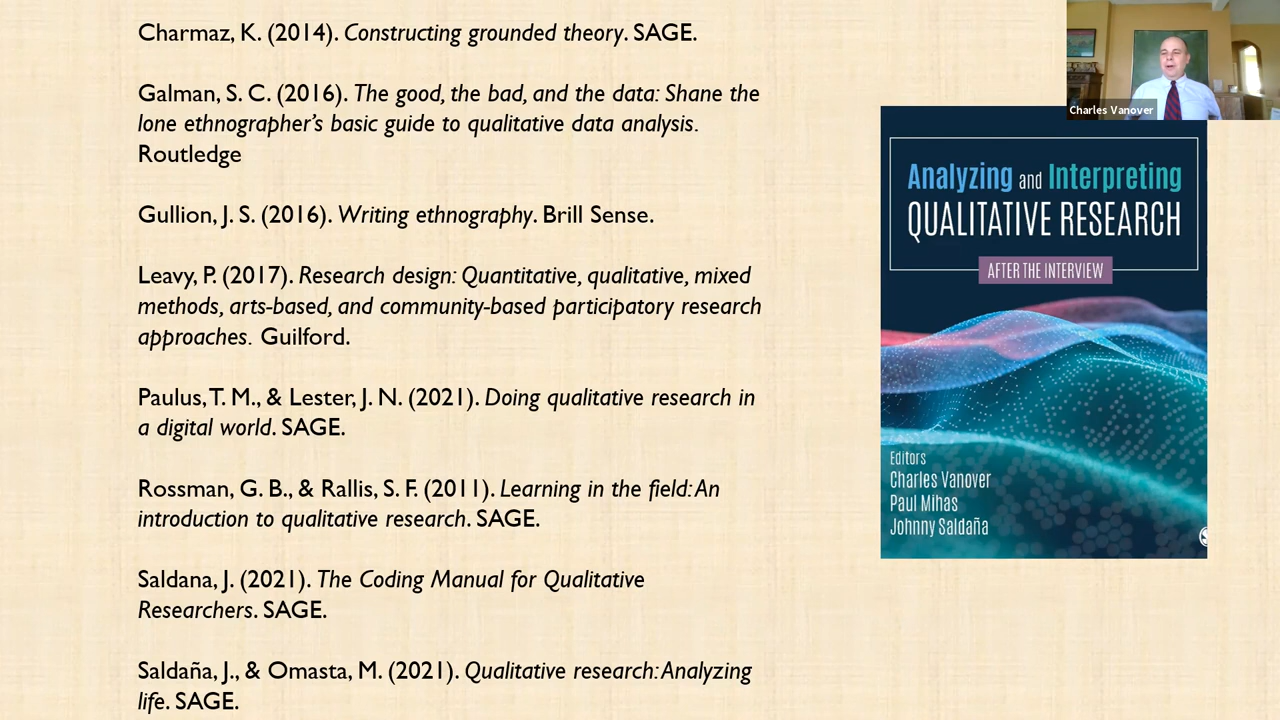 Charmaz, K. (2014). Constructing grounded theory. SAGE.
Galman, S. C. (2016). The good, the bad, and the data: Shane the
lone ethnographer’s basic guide to qualitative data analysis.
Routledge
Gullion, J. S. (2016). Writing ethnography. Brill Sense.
Leavy, P. (2017). Research design: Quantitative, qualitative, mixed
methods, arts-based, and community-based participatory research
approaches. Guilford.
Paulus, T. M., & Lester, J. N. (2021). Doing qualitative research in
a digital world. SAGE.
Rossman, G. B., & Rallis, S. F. (2011). Learning in the field: An
introduction to qualitative research. SAGE.
Saldana, J. (2021). The Coding Manual for Qualitative
Researchers. SAGE.
Saldaña, J., & Omasta, M. (2021). Qualitative research: Analyzing
life. SAGE.
Charles Vanover
Analyzing and Interpreting
QUALITATIVE RESEARCH
AFTER THE INTERVIEW
Editors
Charles Vanover
Paul Mihas
Johnny Saldaña